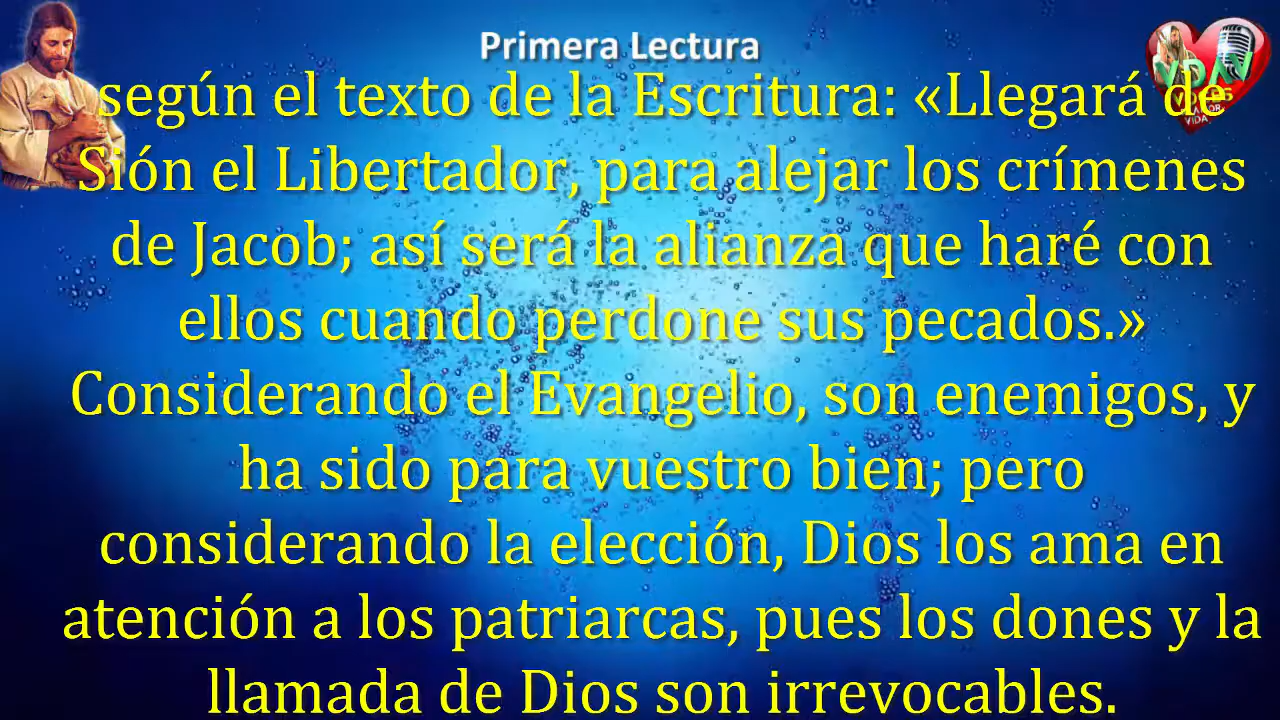 Primera Lectura
según el texto de la Escritura: «Llegará de
Sión el Libertador, para alejar los crímenes
de Jacob; así será la alianza que haré con
ellos cuando perdone sus pecados.»
Considerando el Evangelio, son enemigos, y
ha sido para vuestro bien; pero
considerando la elección, Dios los ama en
atención a los patriarcas, pues los dones y la
llamada de Dios son irrevocables.
VDAV
VIDA